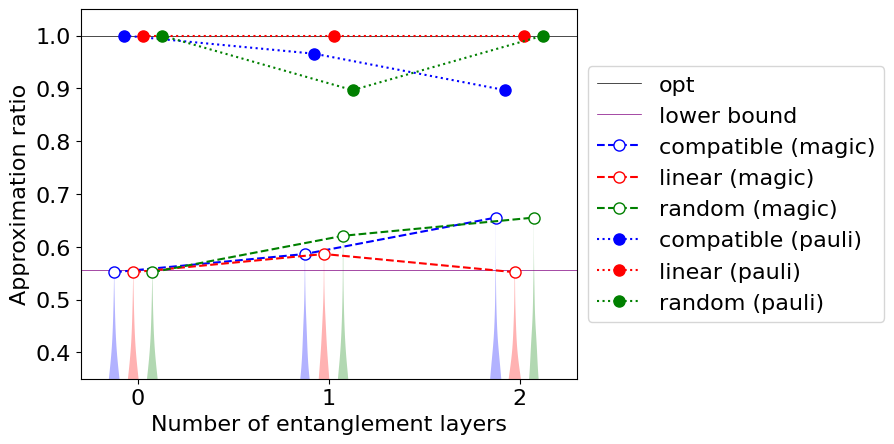 1.0
0.9
0.8
0.7
0.6
0.5
0.4
Approximation ratio
0 1 2
Number of entanglement layers
opt
lower bound
compatible (magic)
linear (magic)
random (magic)
compatible (pauli)
linear (pauli)
random (pauli)